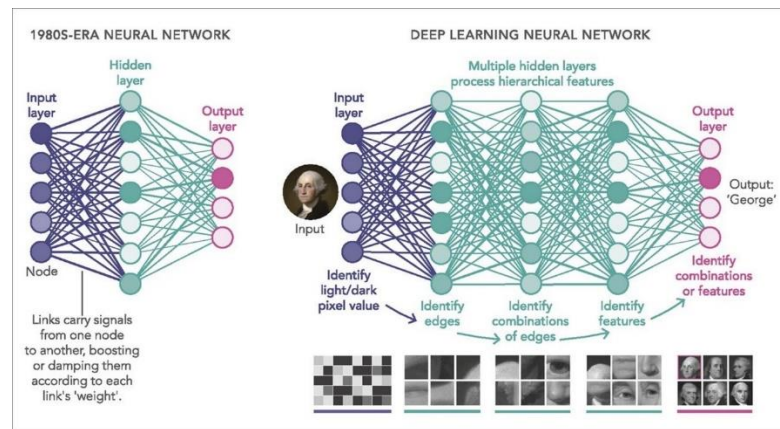 1980S-ERA NEURAL NETWORK
Hidden
layer
Input
layer
Output
layer
Node
Links carry signals
from one node
to another, boosting
or damping them
according to each
link's 'weight'.
DEEP LEARNING NEURAL NETWORK
Multiple hidden layers
process hierarchical features
Input
layer
Output
layer
Input
Output:
'George'
Identify
light/dark
pixel value
Identify
edges
Identify
combinations
of edges
Identify
features
Identify
combinations
or features